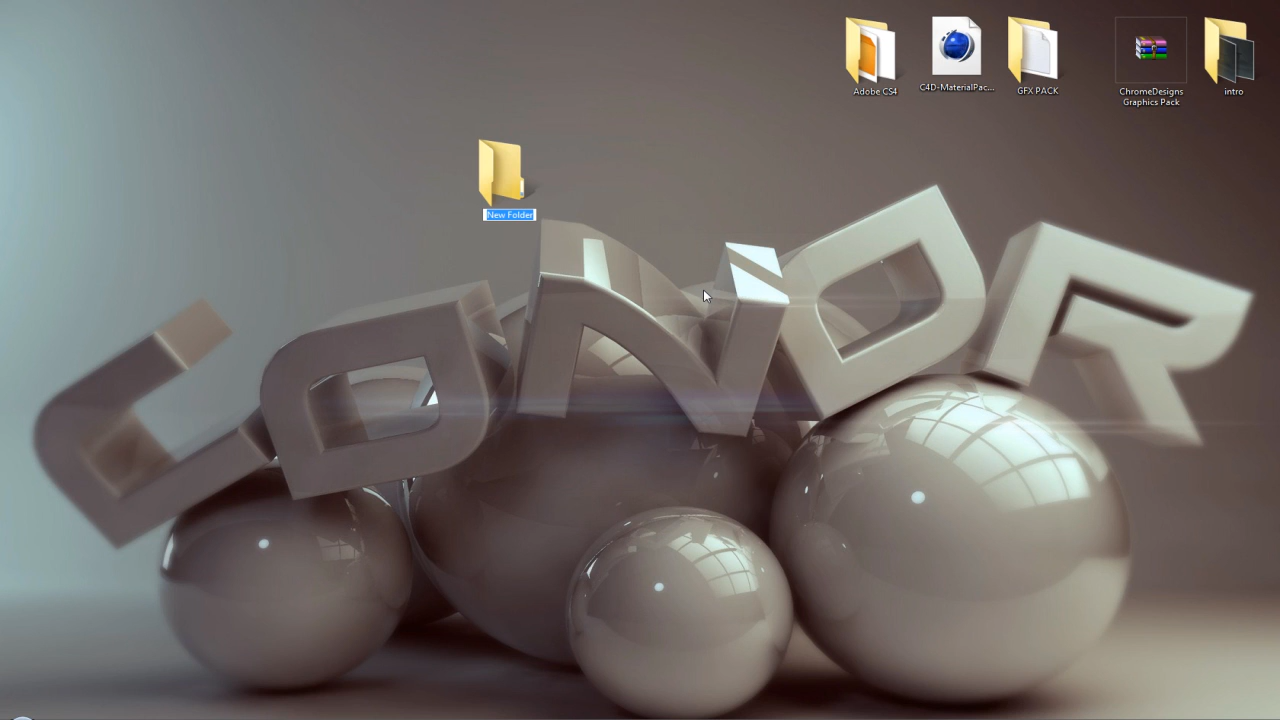 Adobe CS4
C4D-MaterialPac...
GFX PACK
ChromeDesigns
Graphics Pack
intro
New Folder
CONDR